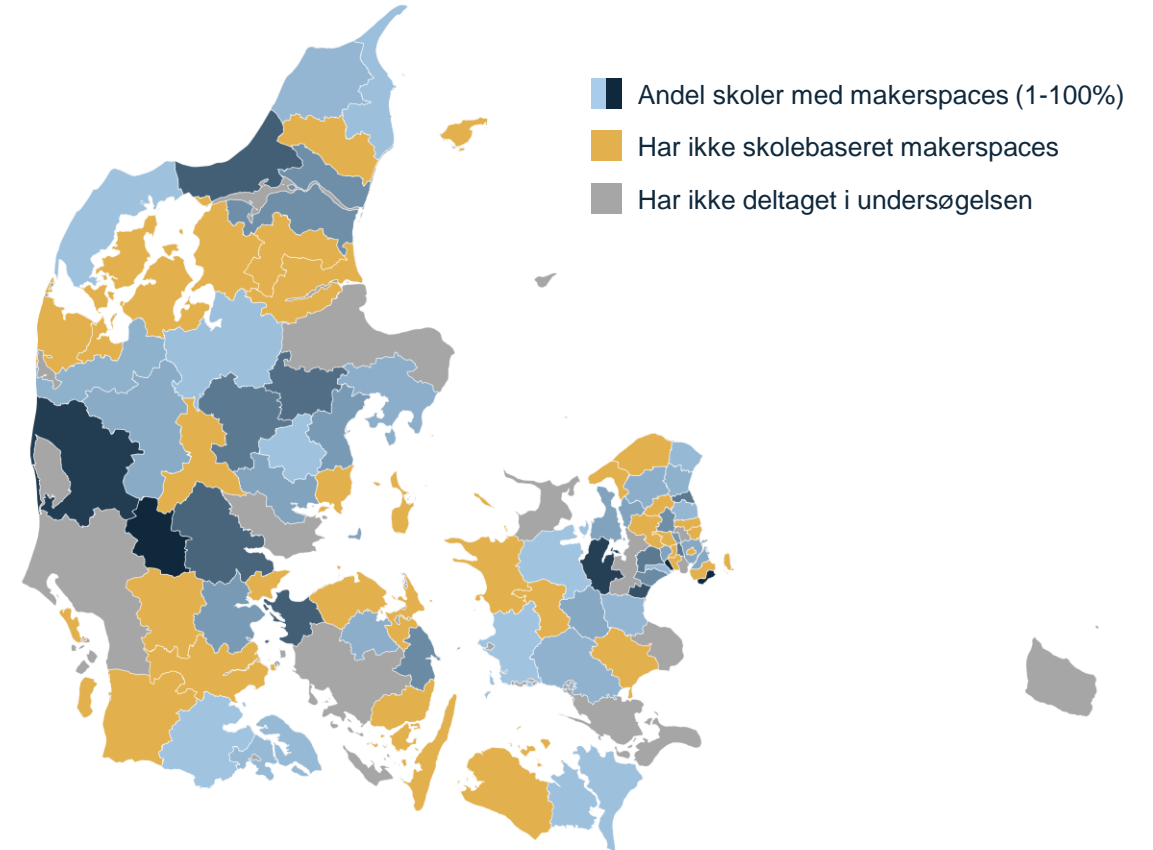 Andel skoler med makerspaces (1-100%)
Har ikke skolebaseret makerspaces
Har ikke deltaget i undersøgelsen